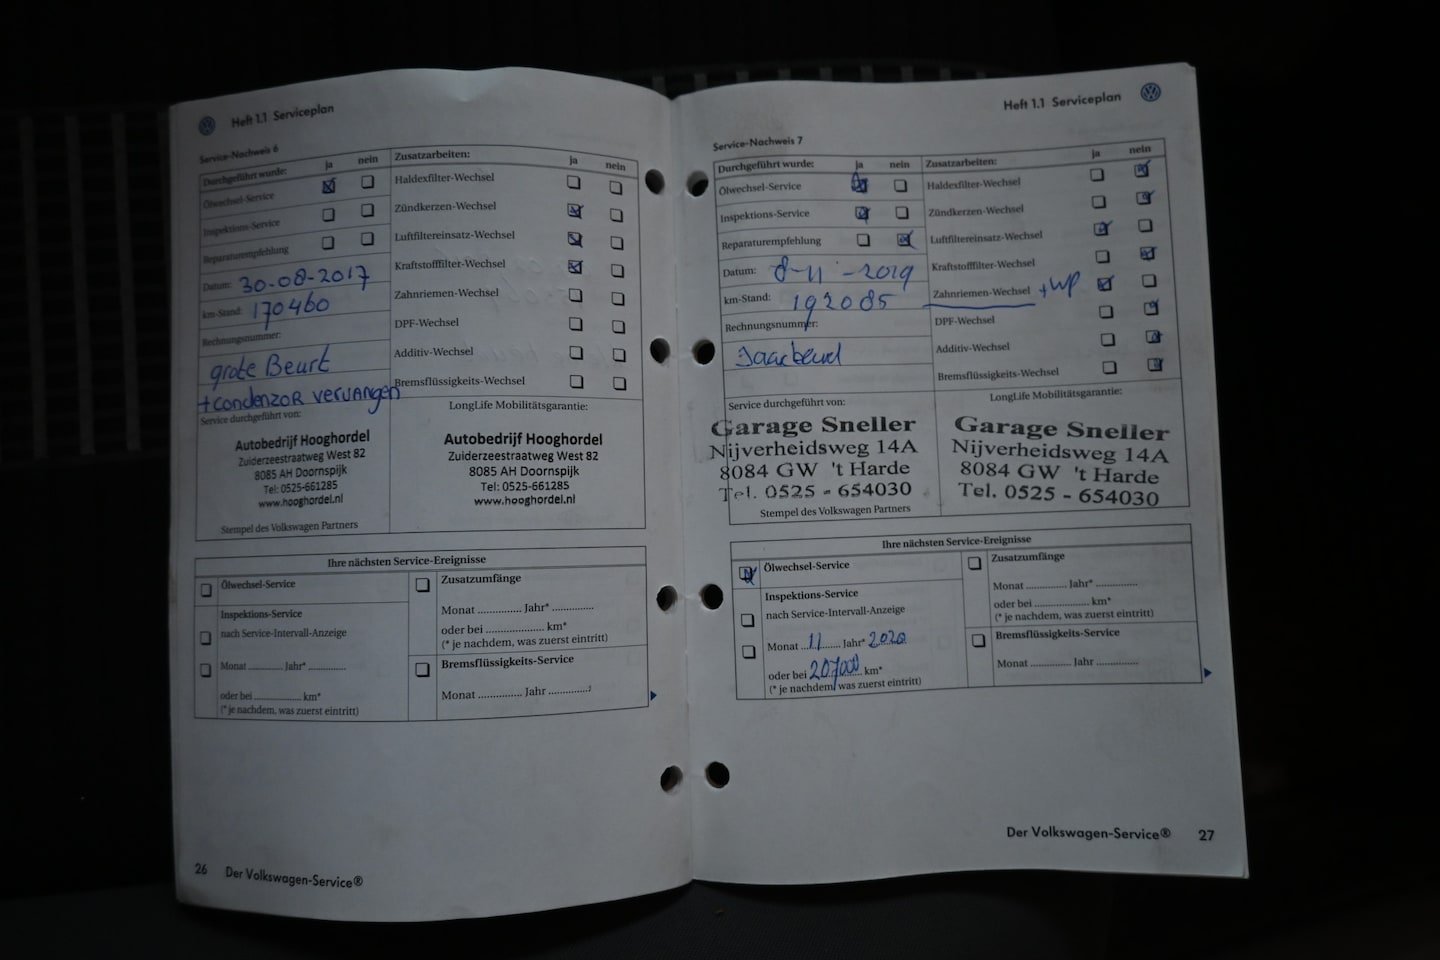 Heft 1.1 Serviceplan
Service-Nachweis 6
Durchgeführt wurde: ja nein
Ölwechsel-Service
Inspektions-Service
Reparaturempfehlung
Datum: 30-08-2017
km-Stand: 170460
Rechnungsnummer:
grote Beurt
+ condenzor vervangen
Zusatzarbeiten: ja nein
Haldexfilter-Wechsel
Zündkerzen-Wechsel
Luftfiltereinsatz-Wechsel
Kraftstofffilter-Wechsel
Zahnriemen-Wechsel
DPF-Wechsel
Additiv-Wechsel
Bremsflüssigkeits-Wechsel
Service durchgeführt von:
Autobedrijf Hooghordel
Zuiderzeestraatweg West 82
8085 AH Doornspijk
Tel: 0525-661285
www.hooghordel.nl
Stempel des Volkswagen Partners
LongLife Mobilitätsgarantie:
Autobedrijf Hooghordel
Zuiderzeestraatweg West 82
8085 AH Doornspijk
Tel: 0525-661285
www.hooghordel.nl
Ihre nächsten Service-Ereignisse
Ölwechsel-Service
Inspektions-Service
nach Service-Intervall-Anzeige
Monat ............ Jahr* ............
oder bei ............... km*
(* je nachdem, was zuerst eintritt)
Zusatzumfänge
Monat ............... Jahr* ..............
oder bei .................... km*
(* je nachdem, was zuerst eintritt)
Bremsflüssigkeits-Service
Monat ............... Jahr ..............
26 Der Volkswagen-Service®
Heft 1.1 Serviceplan
Service-Nachweis 7
Durchgeführt wurde: ja nein
Ölwechsel-Service
Inspektions-Service
Reparaturempfehlung
Datum: 8-11-2019
km-Stand: 192085
Rechnungsnummer:
Jaarbeurt
Zusatzarbeiten: ja nein
Haldexfilter-Wechsel
Zündkerzen-Wechsel
Luftfiltereinsatz-Wechsel
Kraftstofffilter-Wechsel
Zahnriemen-Wechsel + WP
DPF-Wechsel
Additiv-Wechsel
Bremsflüssigkeits-Wechsel
Service durchgeführt von:
Garage Sneller
Nijverheidsweg 14A
8084 GW 't Harde
Tel. 0525 - 654030
Stempel des Volkswagen Partners
LongLife Mobilitätsgarantie:
Garage Sneller
Nijverheidsweg 14A
8084 GW 't Harde
Tel. 0525 - 654030
Ihre nächsten Service-Ereignisse
Ölwechsel-Service
Inspektions-Service
nach Service-Intervall-Anzeige
Monat 11 Jahr* 2020
oder bei 207000 km*
(* je nachdem, was zuerst eintritt)
Zusatzumfänge
Monat ............. Jahr* .............
oder bei ................... km*
(* je nachdem, was zuerst eintritt)
Bremsflüssigkeits-Service
Monat ............. Jahr .............
Der Volkswagen-Service® 27